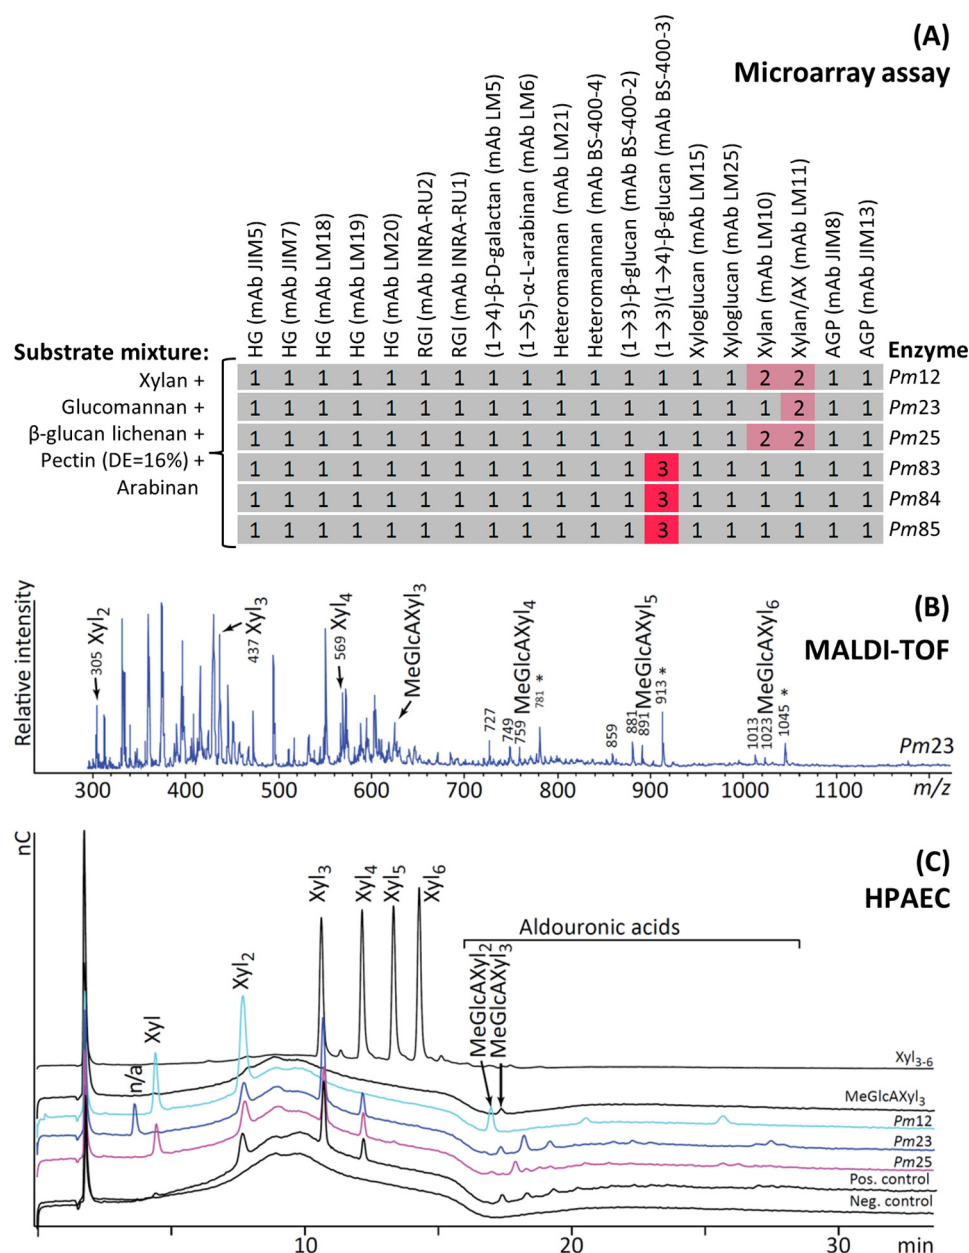 (A)
Microarray assay
HG (mAb JIM5)
HG (mAb JIM7)
HG (mAb LM18)
HG (mAb LM19)
HG (mAb LM20)
RGI (mAb INRA-RU2)
RGI (mAb INRA-RU1)
(1→4)-β-D-galactan (mAb LM5)
(1→5)-α-L-arabinan (mAb LM6)
Heteromannan (mAb LM21)
Heteromannan (mAb BS-400-4)
(1→3)-β-glucan (mAb BS-400-2)
(1→3)(1→4)-β-glucan (mAb BS-400-3)
Xyloglucan (mAb LM15)
Xyloglucan (mAb LM25)
Xylan (mAb LM10)
Xylan/AX (mAb LM11)
AGP (mAb JIM8)
AGP (mAb JIM13)
Substrate mixture:
Enzyme
Xylan +
Glucomannan +
β-glucan lichenan +
Pectin (DE=16%) +
Arabinan
1 1 1 1 1 1 1 1 1 1 1 1 1 1 1 2 2 1 1 Pm12
1 1 1 1 1 1 1 1 1 1 1 1 1 1 1 1 2 1 1 Pm23
1 1 1 1 1 1 1 1 1 1 1 1 1 1 1 2 2 1 1 Pm25
1 1 1 1 1 1 1 1 1 1 1 1 3 1 1 1 1 1 1 Pm83
1 1 1 1 1 1 1 1 1 1 1 1 3 1 1 1 1 1 1 Pm84
1 1 1 1 1 1 1 1 1 1 1 1 3 1 1 1 1 1 1 Pm85
(B)
MALDI-TOF
Relative intensity
305 Xyl2
437 Xyl3
569 Xyl4
MeGlcAXyl3
727
749
759 MeGlcAXyl4
781 *
859
881
891 MeGlcAXyl5
913 *
1013
1023 MeGlcAXyl6
1045 *
Pm23
300 400 500 600 700 800 900 1000 1100 m/z
(C)
HPAEC
nC
n/a
Xyl
Xyl2
Xyl3
Xyl4
Xyl5
Xyl6
Aldouronic acids
MeGlcAXyl2
MeGlcAXyl3
Xyl3-6
MeGlcAXyl3
Pm12
Pm23
Pm25
Pos. control
Neg. control
10 20 30 min